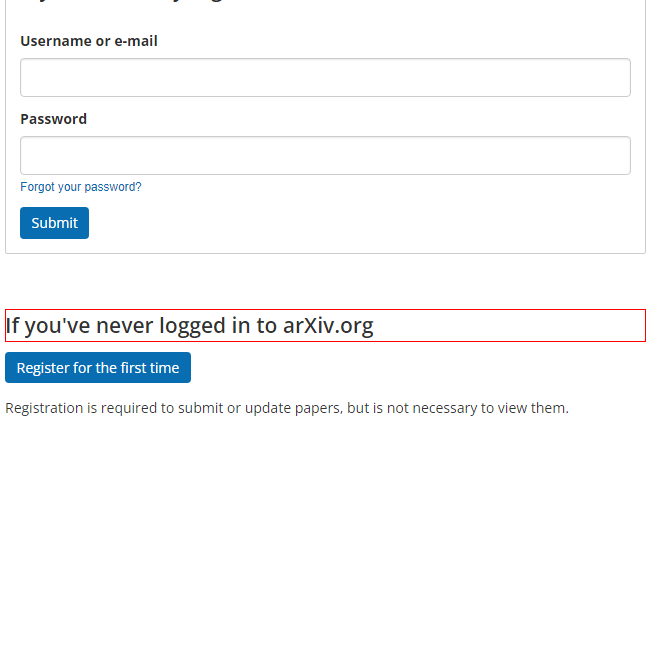 Username or e-mail
Password
Forgot your password?
Submit
If you've never logged in to arXiv.org
Register for the first time
Registration is required to submit or update papers, but is not necessary to view them.